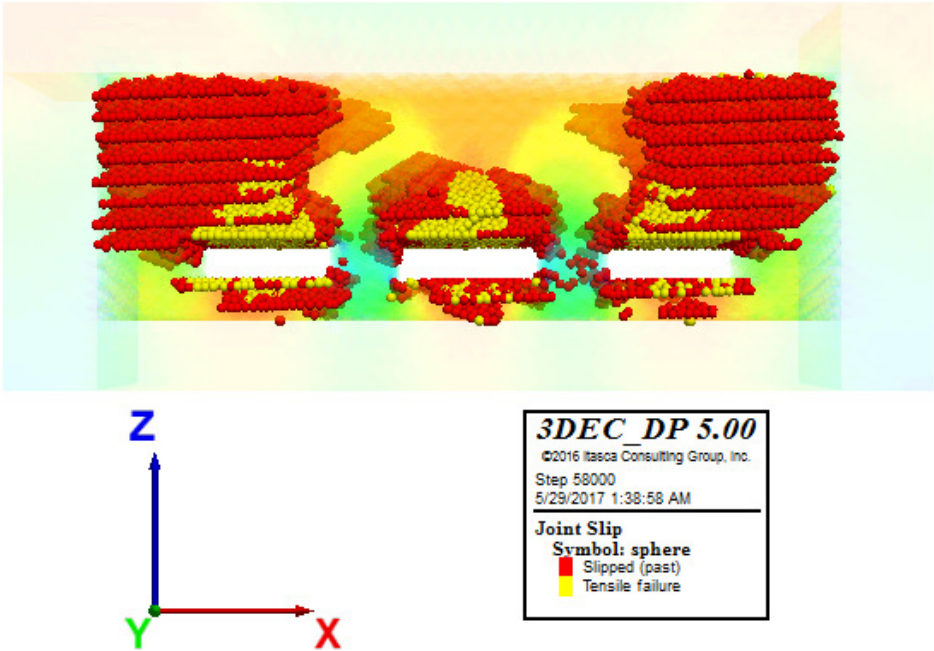 Z
Y
X
3DEC_DP 5.00
©2016 Itasca Consulting Group, Inc.
Step 58000
5/29/2017 1:38:58 AM
Joint Slip
Symbol: sphere
Slipped (past)
Tensile failure